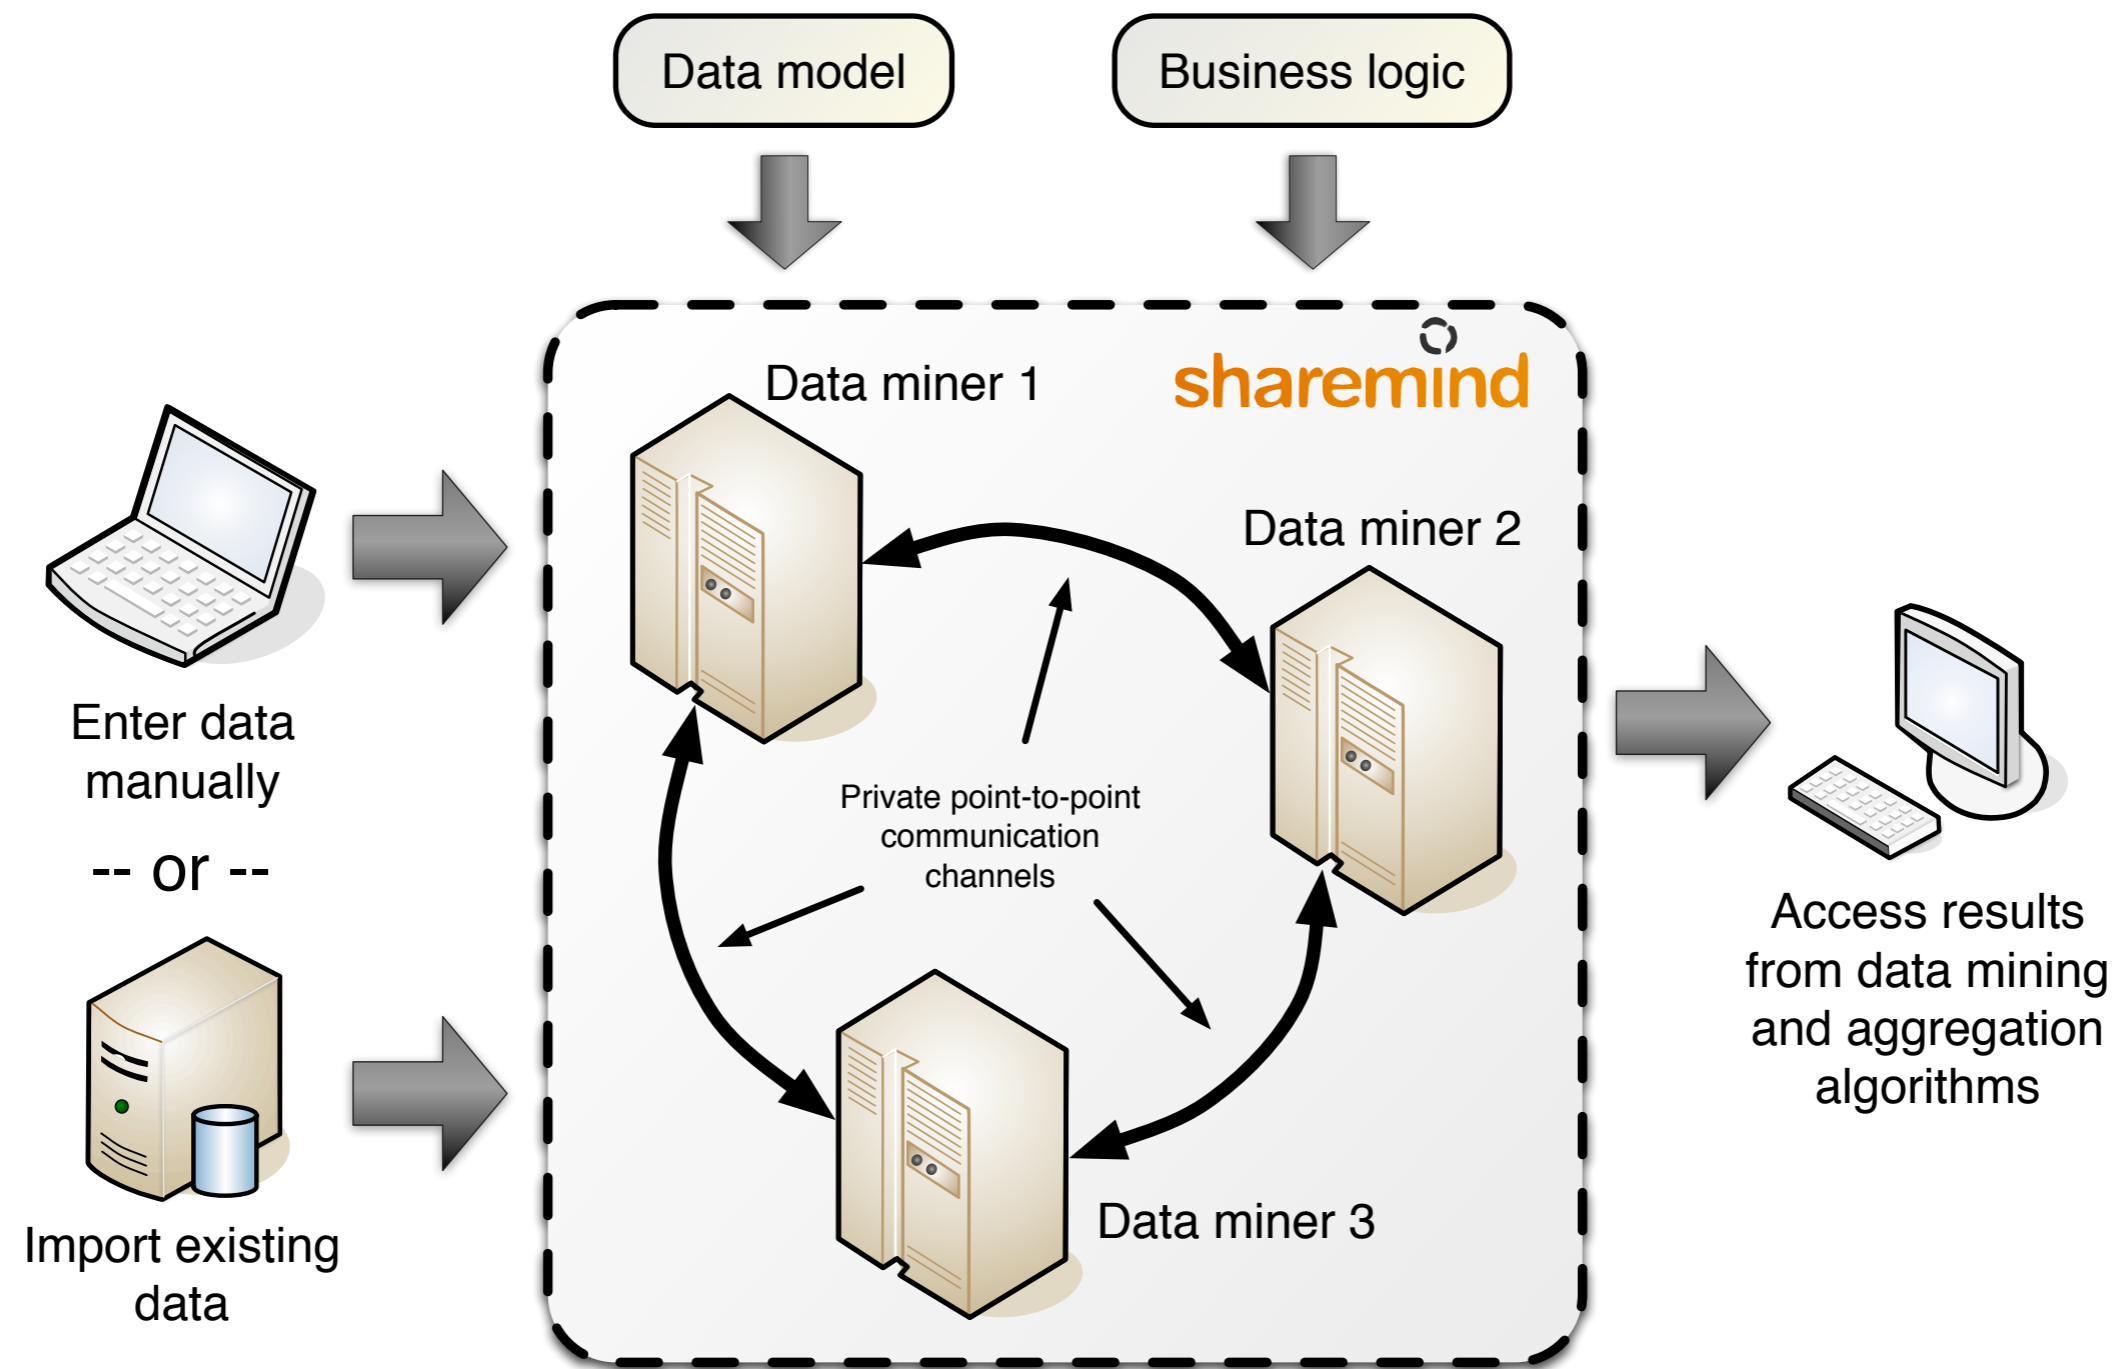 Data model
Business logic
sharemind
Data miner 1
Data miner 2
Enter data
manually
-- or --
Import existing
data
Private point-to-point
communication
channels
Data miner 3
Access results
from data mining
and aggregation
algorithms